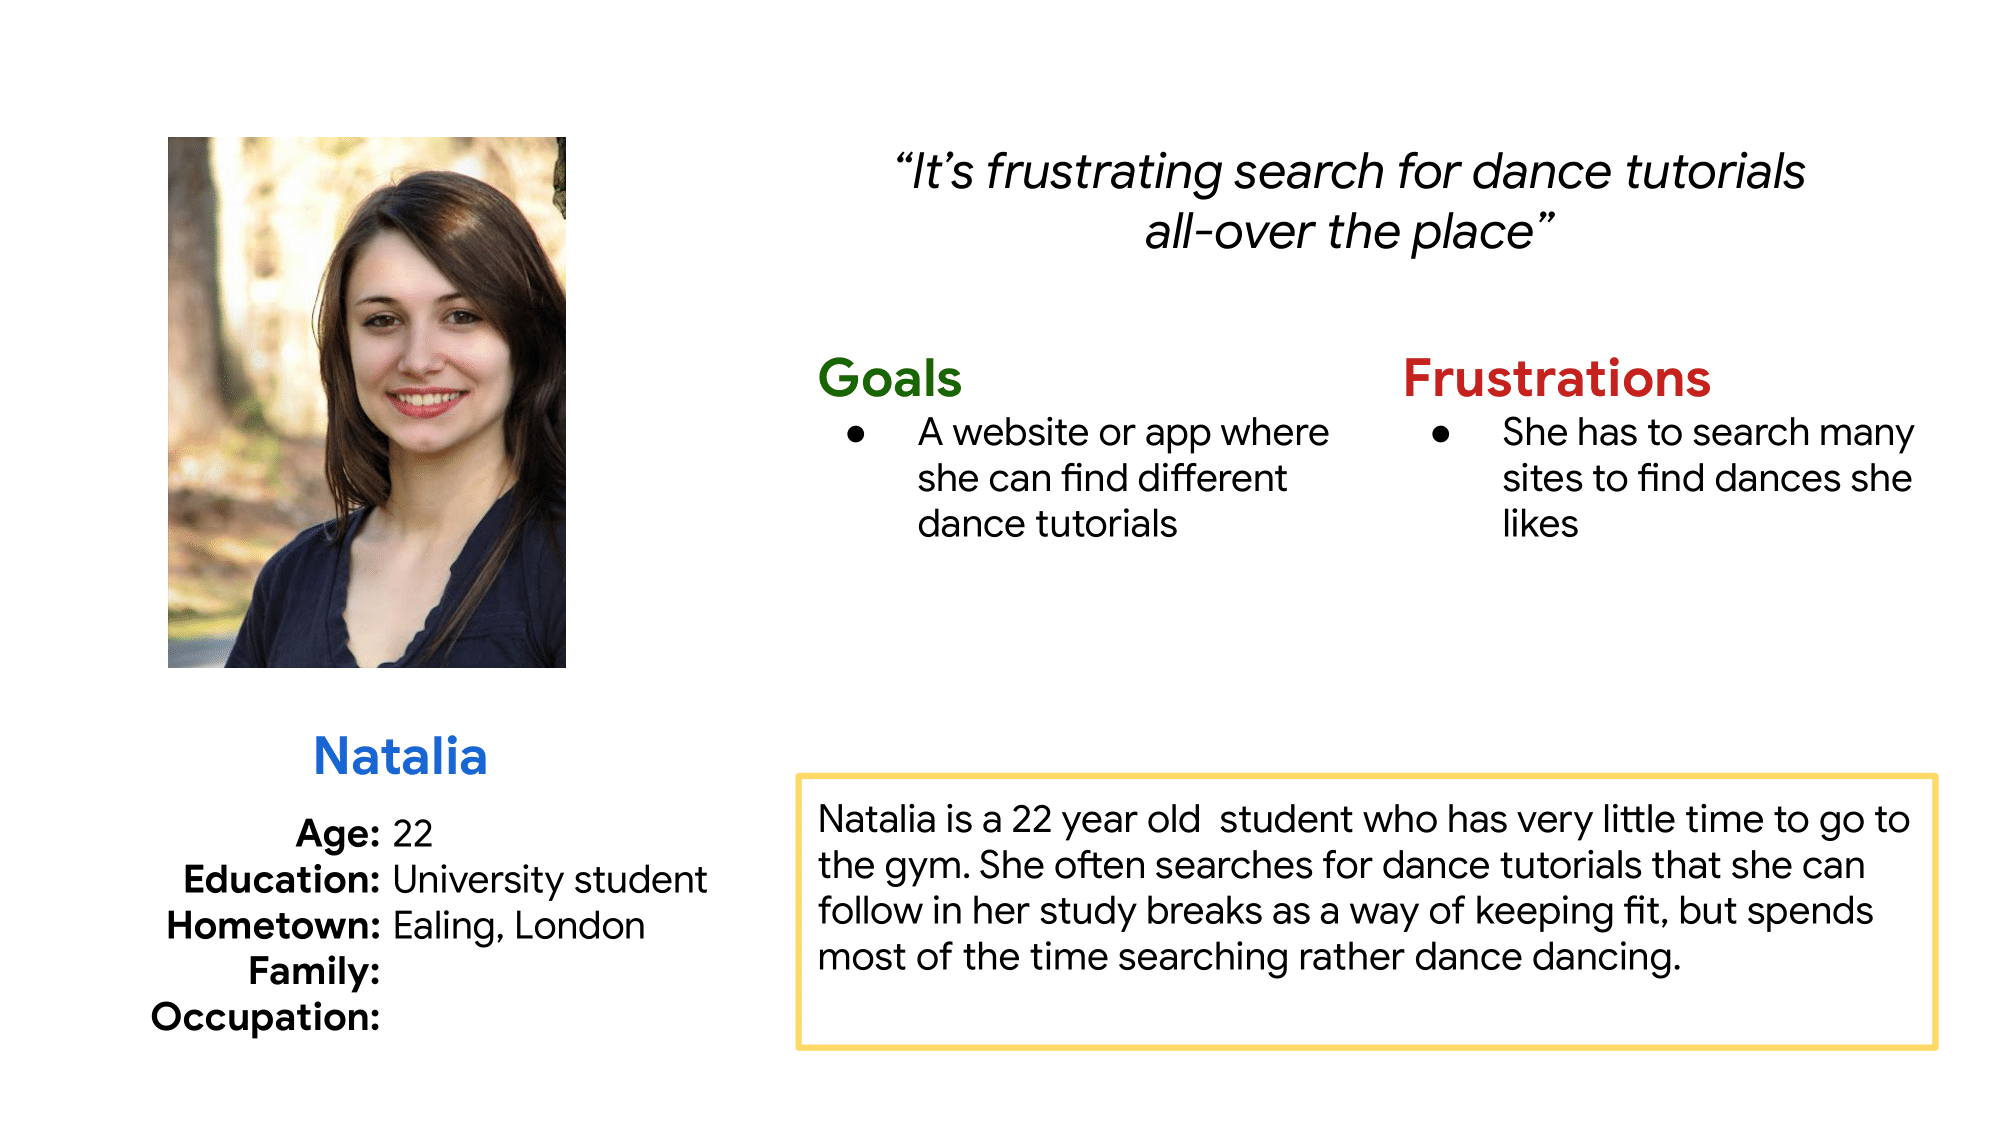 “It’s frustrating search for dance tutorials
all-over the place”
Goals
● A website or app where
she can find different
dance tutorials
Frustrations
● She has to search many
sites to find dances she
likes
Natalia
Age: 22
Education: University student
Hometown: Ealing, London
Family:
Occupation:
Natalia is a 22 year old  student who has very little time to go to
the gym. She often searches for dance tutorials that she can
follow in her study breaks as a way of keeping fit, but spends
most of the time searching rather dance dancing.